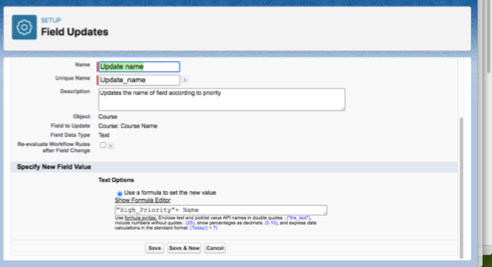 SETUP
Field Updates
Name Update name
Unique Name Update_name i
Description Updates the name of field according to priority
Object Course
Field to Update Course: Course Name
Field Data Type Text
Re-evaluate Workflow Rules
after Field Change i
Specify New Field Value
Text Options
Use a formula to set the new value
Show Formula Editor
"High_Priority"+ Name
Use formula syntax: Enclose text and picklist value API names in double quotes : ("the_text"),
include numbers without quotes : (25), show percentages as decimals: (0.10), and express date
calculations in the standard format: (Today() + 7)
Save Save & New Cancel